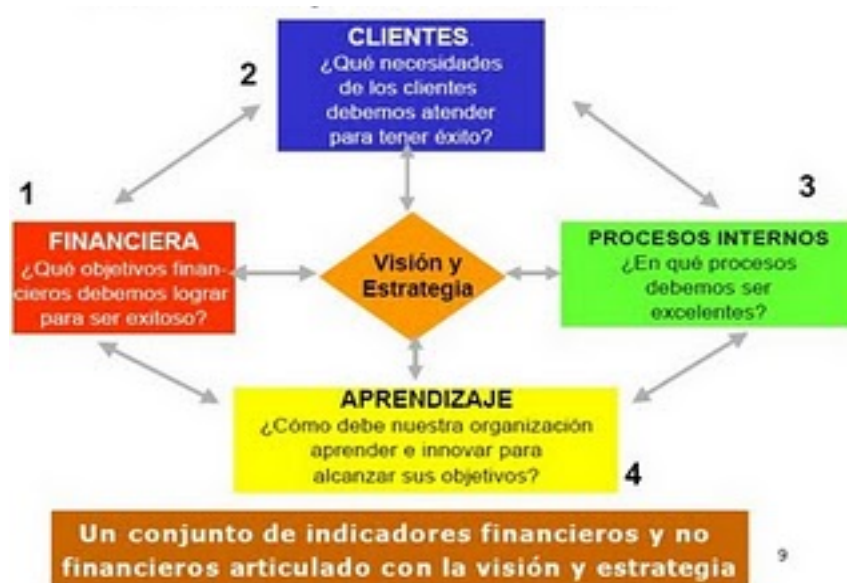 CLIENTES
¿Qué necesidades
de los clientes
debemos atender
para tener éxito?
2
1
3
FINANCIERA
¿Qué objetivos finan-
cieros debemos lograr
para ser exitoso?
Visión y
Estrategia
PROCESOS INTERNOS
¿En qué procesos
debemos ser
excelentes?
APRENDIZAJE
¿Cómo debe nuestra organización
aprender e innovar para
alcanzar sus objetivos?
4
Un conjunto de indicadores financieros y no
financieros articulado con la visión y estrategia
9